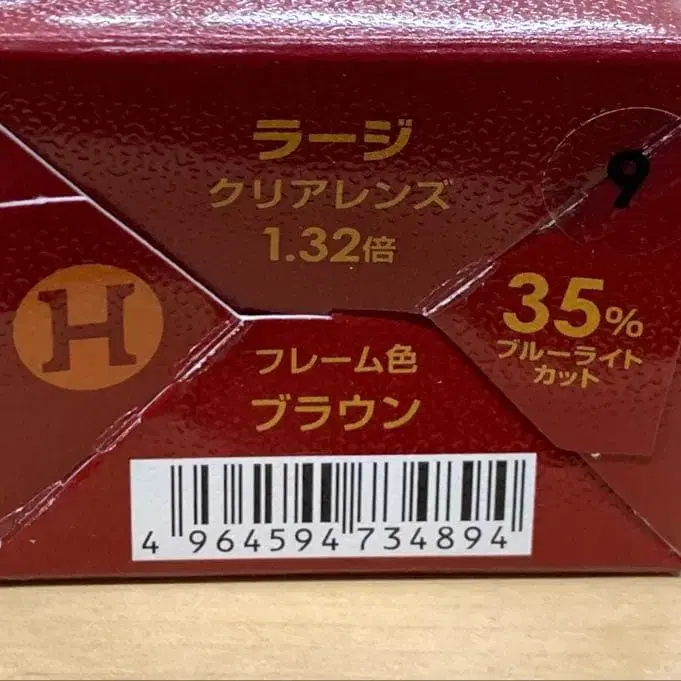 ラージ
クリアレンズ
1.32倍
9
H
35%
ブルーライト
カット
フレーム色
ブラウン
4 964594 734894